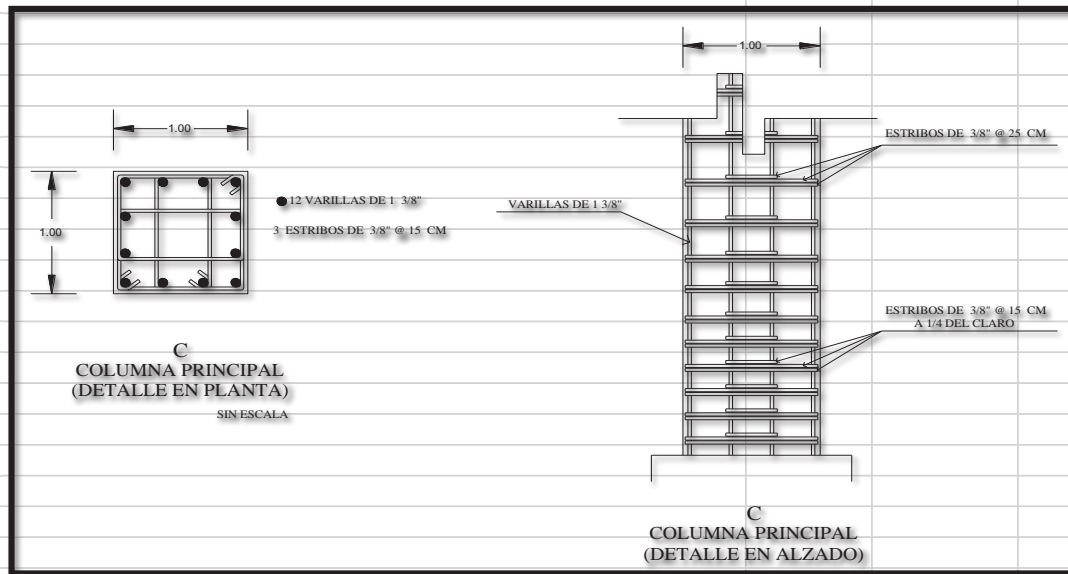 1.00
1.00
12 VARILLAS DE 1 3/8"
3 ESTRIBOS DE 3/8" @ 15 CM
C
COLUMNA PRINCIPAL
(DETALLE EN PLANTA)
SIN ESCALA
1.00
ESTRIBOS DE 3/8" @ 25 CM
VARILLAS DE 1 3/8"
ESTRIBOS DE 3/8" @ 15 CM
A 1/4 DEL CLARO
C
COLUMNA PRINCIPAL
(DETALLE EN ALZADO)